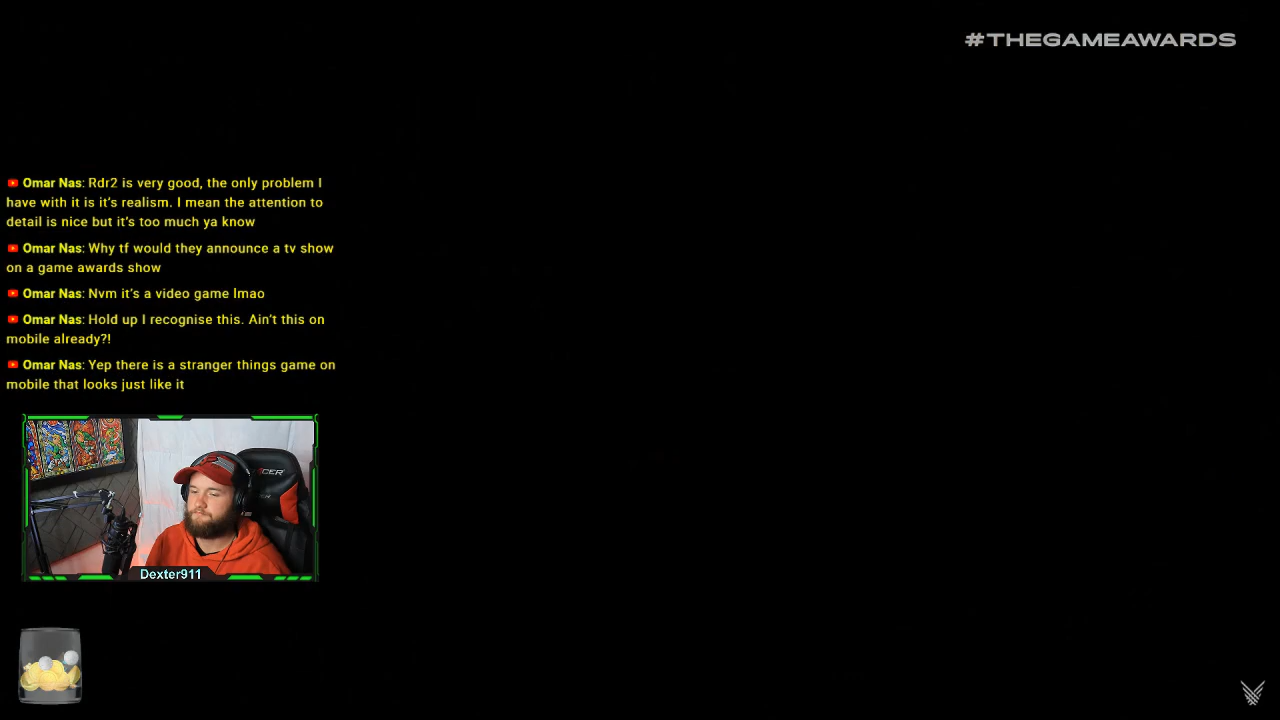 #THEGAMEAWARDS
Omar Nas: Rdr2 is very good, the only problem I
have with it is it's realism. I mean the attention to
detail is nice but it's too much ya know
Omar Nas: Why tf would they announce a tv show
on a game awards show
Omar Nas: Nvm it's a video game lmao
Omar Nas: Hold up I recognise this. Ain't this on
mobile already?!
Omar Nas: Yep there is a stranger things game on
mobile that looks just like it
Dexter911